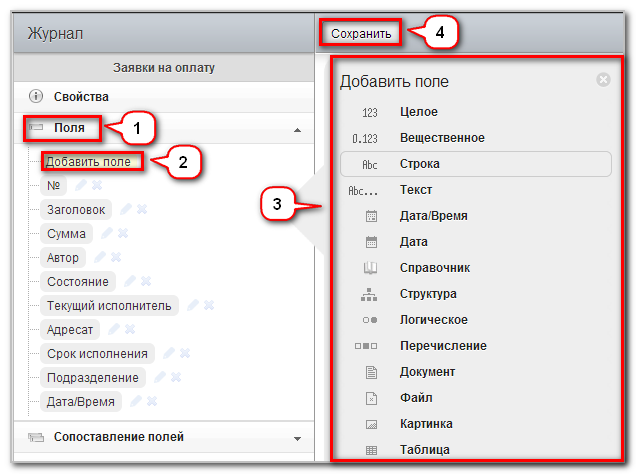 Журнал
Заявки на оплату
Свойства
Поля
1
Добавить поле
2
№
Заголовок
Сумма
Автор
Состояние
Текущий исполнитель
Адресат
Срок исполнения
Подразделение
Дата/Время
Сопоставление полей
Сохранить
4
3
Добавить поле
123 Целое
0.123 Вещественное
Abc Строка
Abc... Текст
Дата/Время
Дата
Справочник
Структура
Логическое
Перечисление
Документ
Файл
Картинка
Таблица